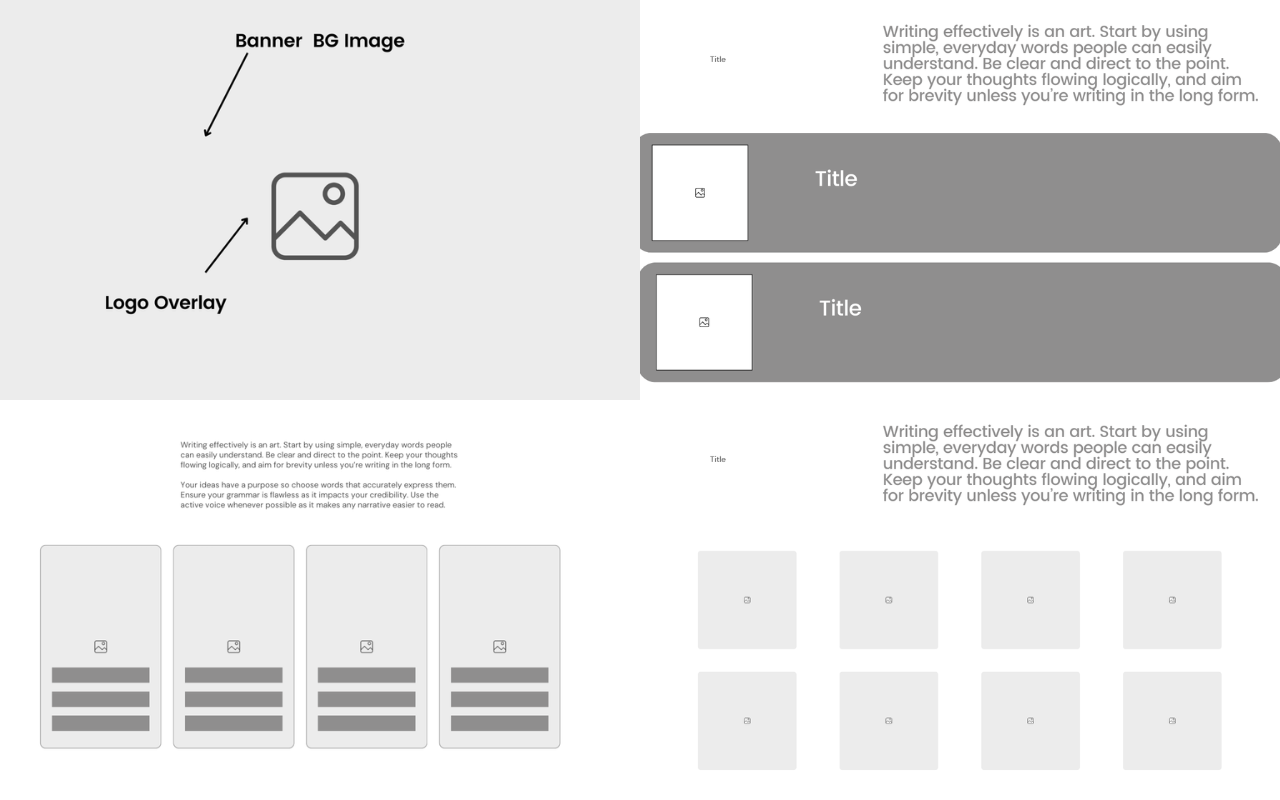 Banner  BG Image
Logo Overlay
Title
Writing effectively is an art. Start by using
simple, everyday words people can easily
understand. Be clear and direct to the point.
Keep your thoughts flowing logically, and aim
for brevity unless you’re writing in the long form.
Title
Title
Writing effectively is an art. Start by using simple, everyday words people
can easily understand. Be clear and direct to the point. Keep your thoughts
flowing logically, and aim for brevity unless you’re writing in the long form.
Your ideas have a purpose so choose words that accurately express them.
Ensure your grammar is flawless as it impacts your credibility. Use the
active voice whenever possible as it makes any narrative easier to read.
Title
Writing effectively is an art. Start by using
simple, everyday words people can easily
understand. Be clear and direct to the point.
Keep your thoughts flowing logically, and aim
for brevity unless you’re writing in the long form.